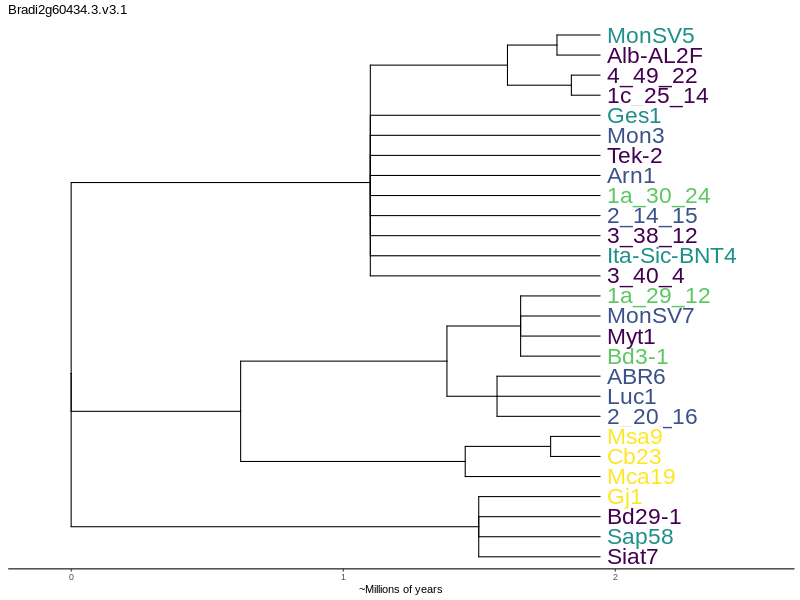 Bradi2g60434.3.v3.1
MonSV5
Alb-AL2F
4_49_22
1c_25_14
Ges1
Mon3
Tek-2
Arn1
1a_30_24
2_14_15
3_38_12
Ita-Sic-BNT4
3_40_4
1a_29_12
MonSV7
Myt1
Bd3-1
ABR6
Luc1
2_20_16
Msa9
Cb23
Mca19
Gj1
Bd29-1
Sap58
Siat7
0 1 2
~Millions of years